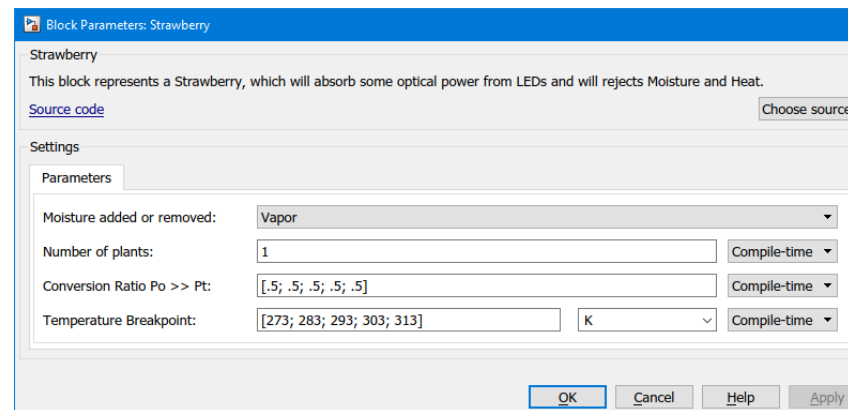 Block Parameters: Strawberry
Strawberry
This block represents a Strawberry, which will absorb some optical power from LEDs and will rejects Moisture and Heat.
Source code
Choose source
Settings
Parameters
Moisture added or removed: Vapor
Number of plants: 1 Compile-time
Conversion Ratio Po >> Pt: [.5; .5; .5; .5; .5] Compile-time
Temperature Breakpoint: [273; 283; 293; 303; 313] K Compile-time
OK Cancel Help Apply